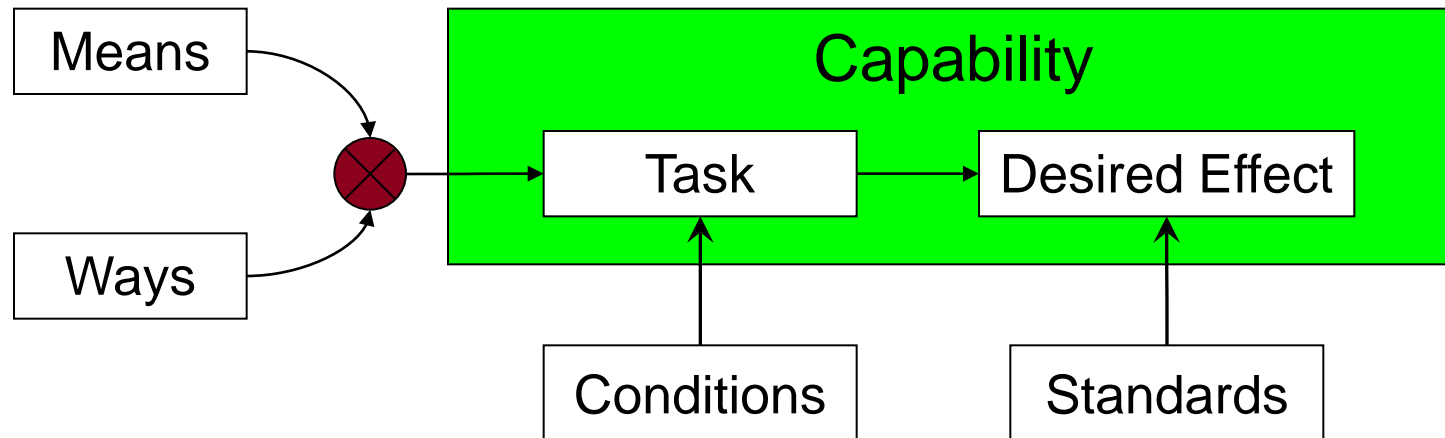 Means
Capability
Task
Desired Effect
Ways
Conditions
Standards